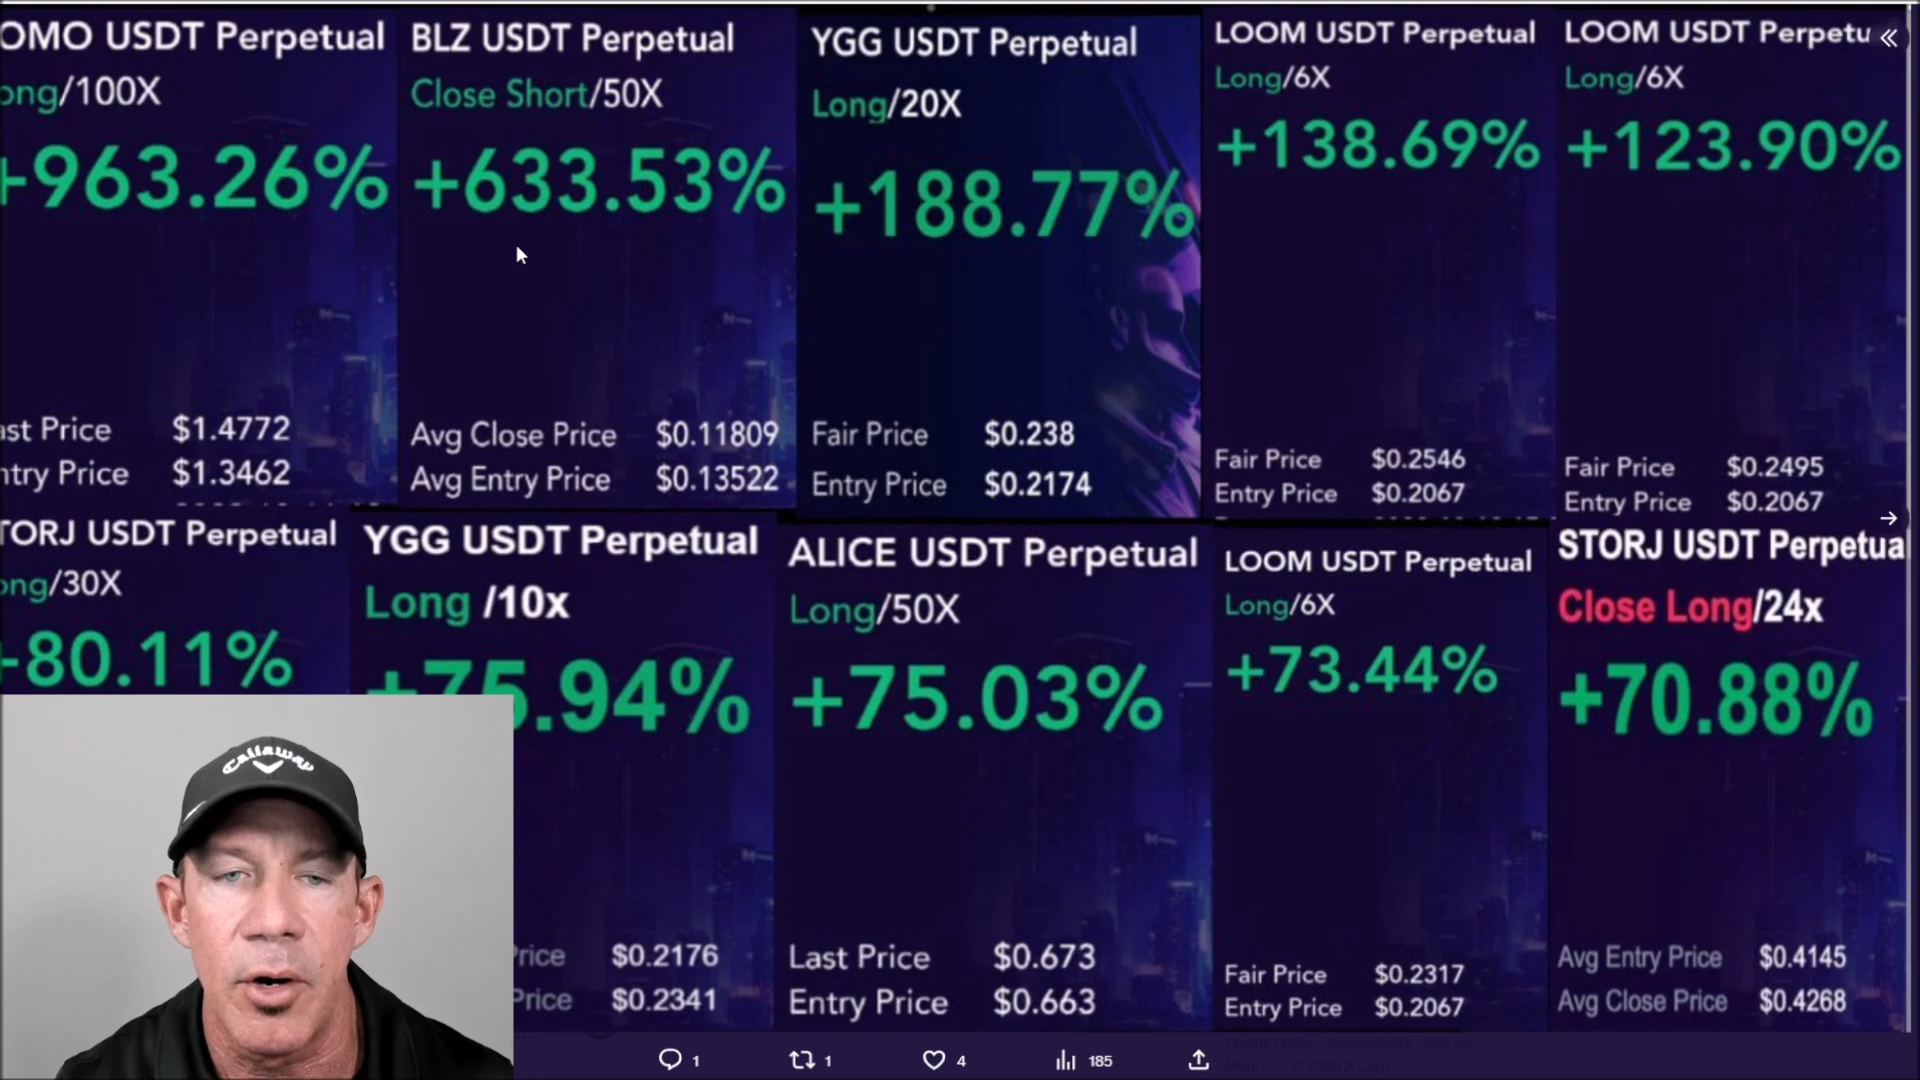 OMO USDT Perpetual
ong/100X
+963.26%
ast Price $1.4772
ntry Price $1.3462
BLZ USDT Perpetual
Close Short/50X
+633.53%
Avg Close Price $0.11809
Avg Entry Price $0.13522
YGG USDT Perpetual
Long/20X
+188.77%
Fair Price $0.238
Entry Price $0.2174
LOOM USDT Perpetual
Long/6X
+138.69%
Fair Price $0.2546
Entry Price $0.2067
LOOM USDT Perpetu
Long/6X
+123.90%
Fair Price $0.2495
Entry Price $0.2067
TORJ USDT Perpetual
ong/30X
+80.11%
YGG USDT Perpetual
Long /10x
+75.94%
Price $0.2176
Price $0.2341
ALICE USDT Perpetual
Long/50X
+75.03%
Last Price $0.673
Entry Price $0.663
LOOM USDT Perpetual
Long/6X
+73.44%
Fair Price $0.2317
Entry Price $0.2067
STORJ USDT Perpetua
Close Long/24x
+70.88%
Avg Entry Price $0.4145
Avg Close Price $0.4268
Callaway
1 1 4 185